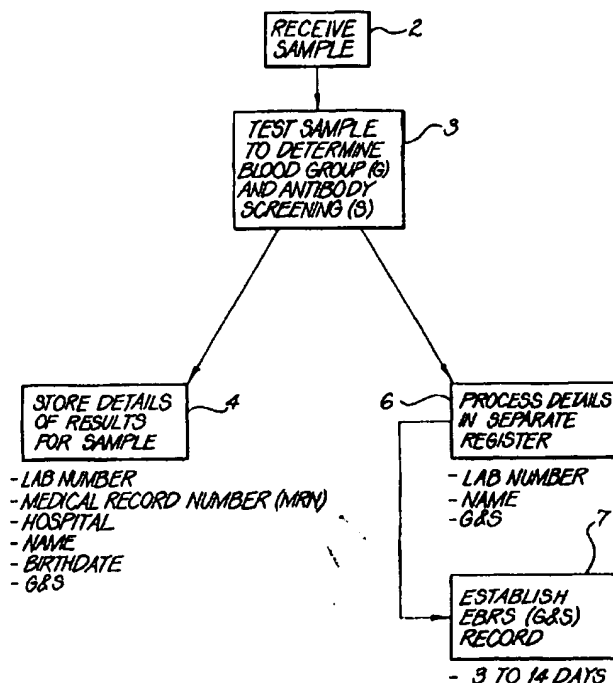 RECEIVE
SAMPLE
2
TEST SAMPLE
TO DETERMINE
BLOOD GROUP (G)
AND ANTIBODY
SCREENING (S)
3
STORE DETAILS
OF RESULTS
FOR SAMPLE
4
- LAB NUMBER
- MEDICAL RECORD NUMBER (MRN)
- HOSPITAL
- NAME
- BIRTHDATE
- G&S
6
PROCESS DETAILS
IN SEPARATE
REGISTER
- LAB NUMBER
- NAME
- G&S
7
ESTABLISH
EBRS (G&S)
RECORD
- 3 TO 14 DAYS